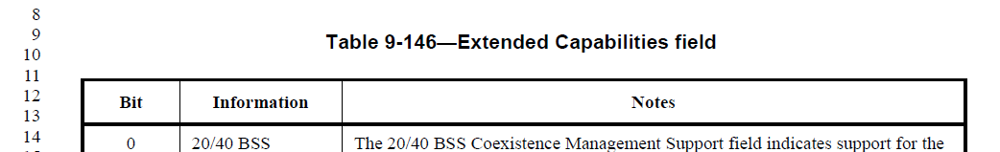 8
9
Table 9-146—Extended Capabilities field
10
11
12
Bit Information Notes
13
14
0 20/40 BSS The 20/40 BSS Coexistence Management Support field indicates support for the